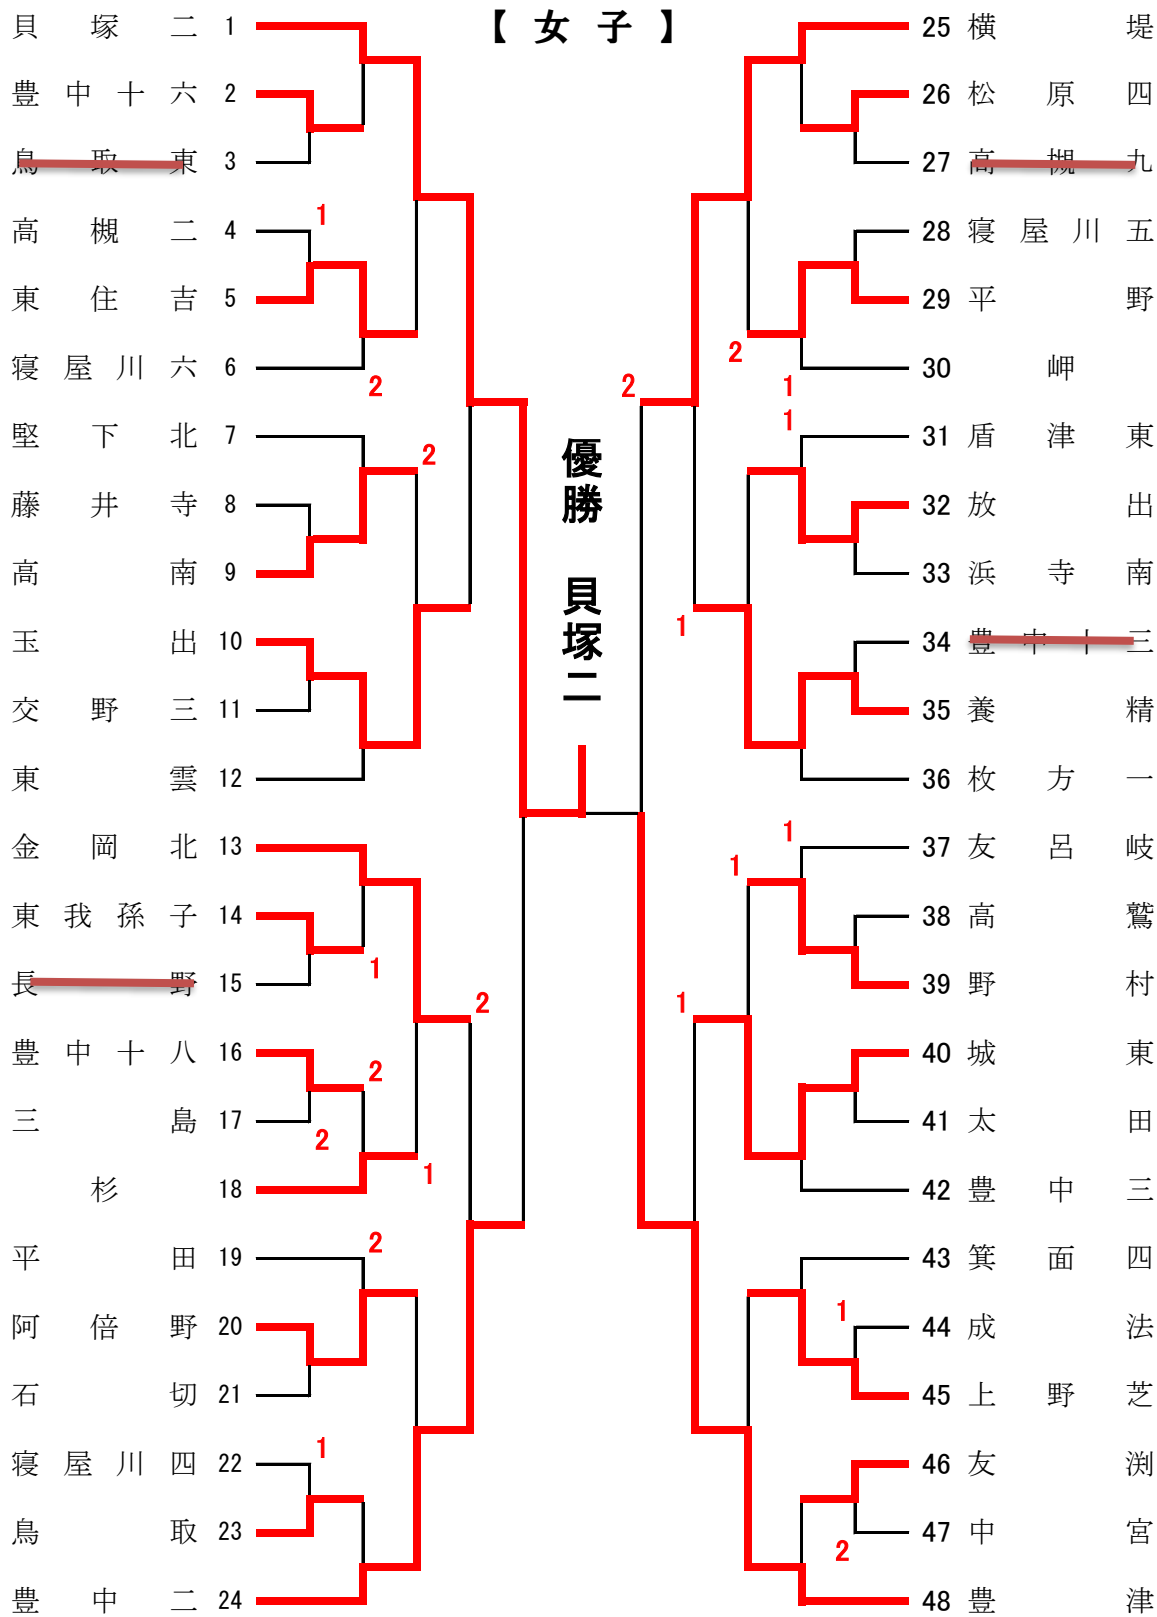 【 女 子 】
貝塚二 1
豊中十六 2
鳥取東 3
1
高槻二 4
東住吉 5
寝屋川六 6
2
堅下北 7
2
藤井寺 8
高南 9
玉出 10
交野三 11
東雲 12
金岡北 13
東我孫子 14
1
長野 15
2
豊中十八 16
2
三島 17
2
杉 18
1
平田 19
2
阿倍野 20
石切 21
寝屋川四 22
1
鳥取 23
豊中二 24
優勝 貝塚二
25 横堤
26 松原四
27 高槻九
28 寝屋川五
29 平野
2
30 岬
1
2
1
31 盾津東
32 放出
33 浜寺南
1
34 豊中十三
35 養精
36 枚方一
1
37 友呂岐
1
38 高鷲
39 野村
1
40 城東
41 太田
42 豊中三
43 箕面四
1
44 成法
45 上野芝
46 友渕
47 中宮
2
48 豊津